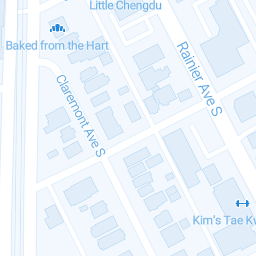 Little Chengdu
Baked from the Hart
Rainier Ave S
Claremont Ave S
Kim's Tae Kw